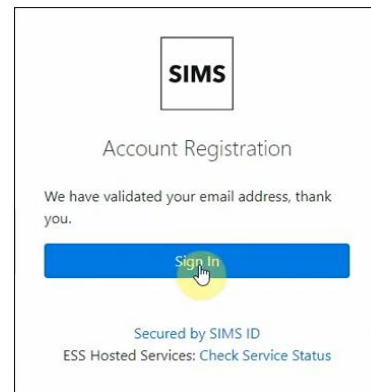 SIMS
Account Registration
We have validated your email address, thank
you.
Sign In
Secured by SIMS ID
ESS Hosted Services: Check Service Status